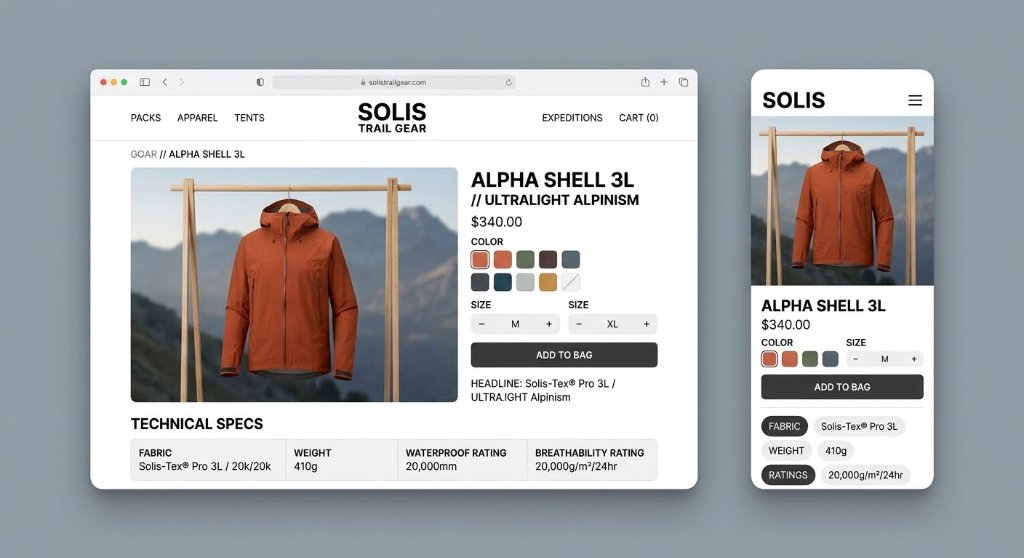 solistrailgear.com
PACKS APPAREL TENTS
SOLIS
TRAIL GEAR
EXPEDITIONS CART (0)
GOAR // ALPHA SHELL 3L
ALPHA SHELL 3L
// ULTRALIGHT ALPINISM
$340.00
COLOR
SIZE SIZE
− M + − XL +
ADD TO BAG
HEADLINE: Solis-Tex® Pro 3L /
ULTRA.IGHT Alpinism
TECHNICAL SPECS
FABRIC
Solis-Tex® Pro 3L / 20k/20k
WEIGHT
410g
WATERPROOF RATING
20,000mm
BREATHABILITY RATING
20,000g/m²/24hr
SOLIS
ALPHA SHELL 3L
$340.00
COLOR SIZE
− M +
ADD TO BAG
FABRIC Solis-Tex® Pro 3L
WEIGHT 410g
RATINGS 20,000g/m²/24hr